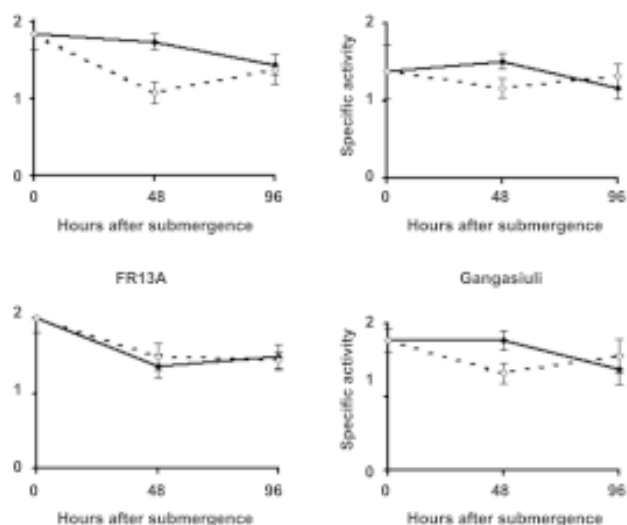 2
1
0
0 48 96
Hours after submergence
Specific activity
2
1
0
0 48 96
Hours after submergence
FR13A
2
1
0
0 48 96
Hours after submergence
Gangasiuli
Specific activity
2
1
0
0 48 96
Hours after submergence